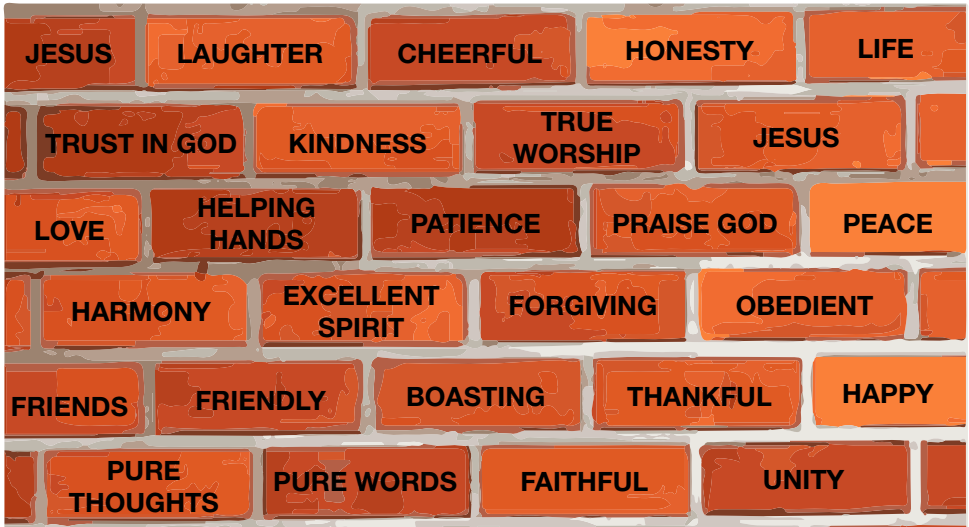 JESUS
LAUGHTER
CHEERFUL
HONESTY
LIFE
TRUST IN GOD
KINDNESS
TRUE
WORSHIP
JESUS
LOVE
HELPING
HANDS
PATIENCE
PRAISE GOD
PEACE
HARMONY
EXCELLENT
SPIRIT
FORGIVING
OBEDIENT
FRIENDS
FRIENDLY
BOASTING
THANKFUL
HAPPY
PURE
THOUGHTS
PURE WORDS
FAITHFUL
UNITY